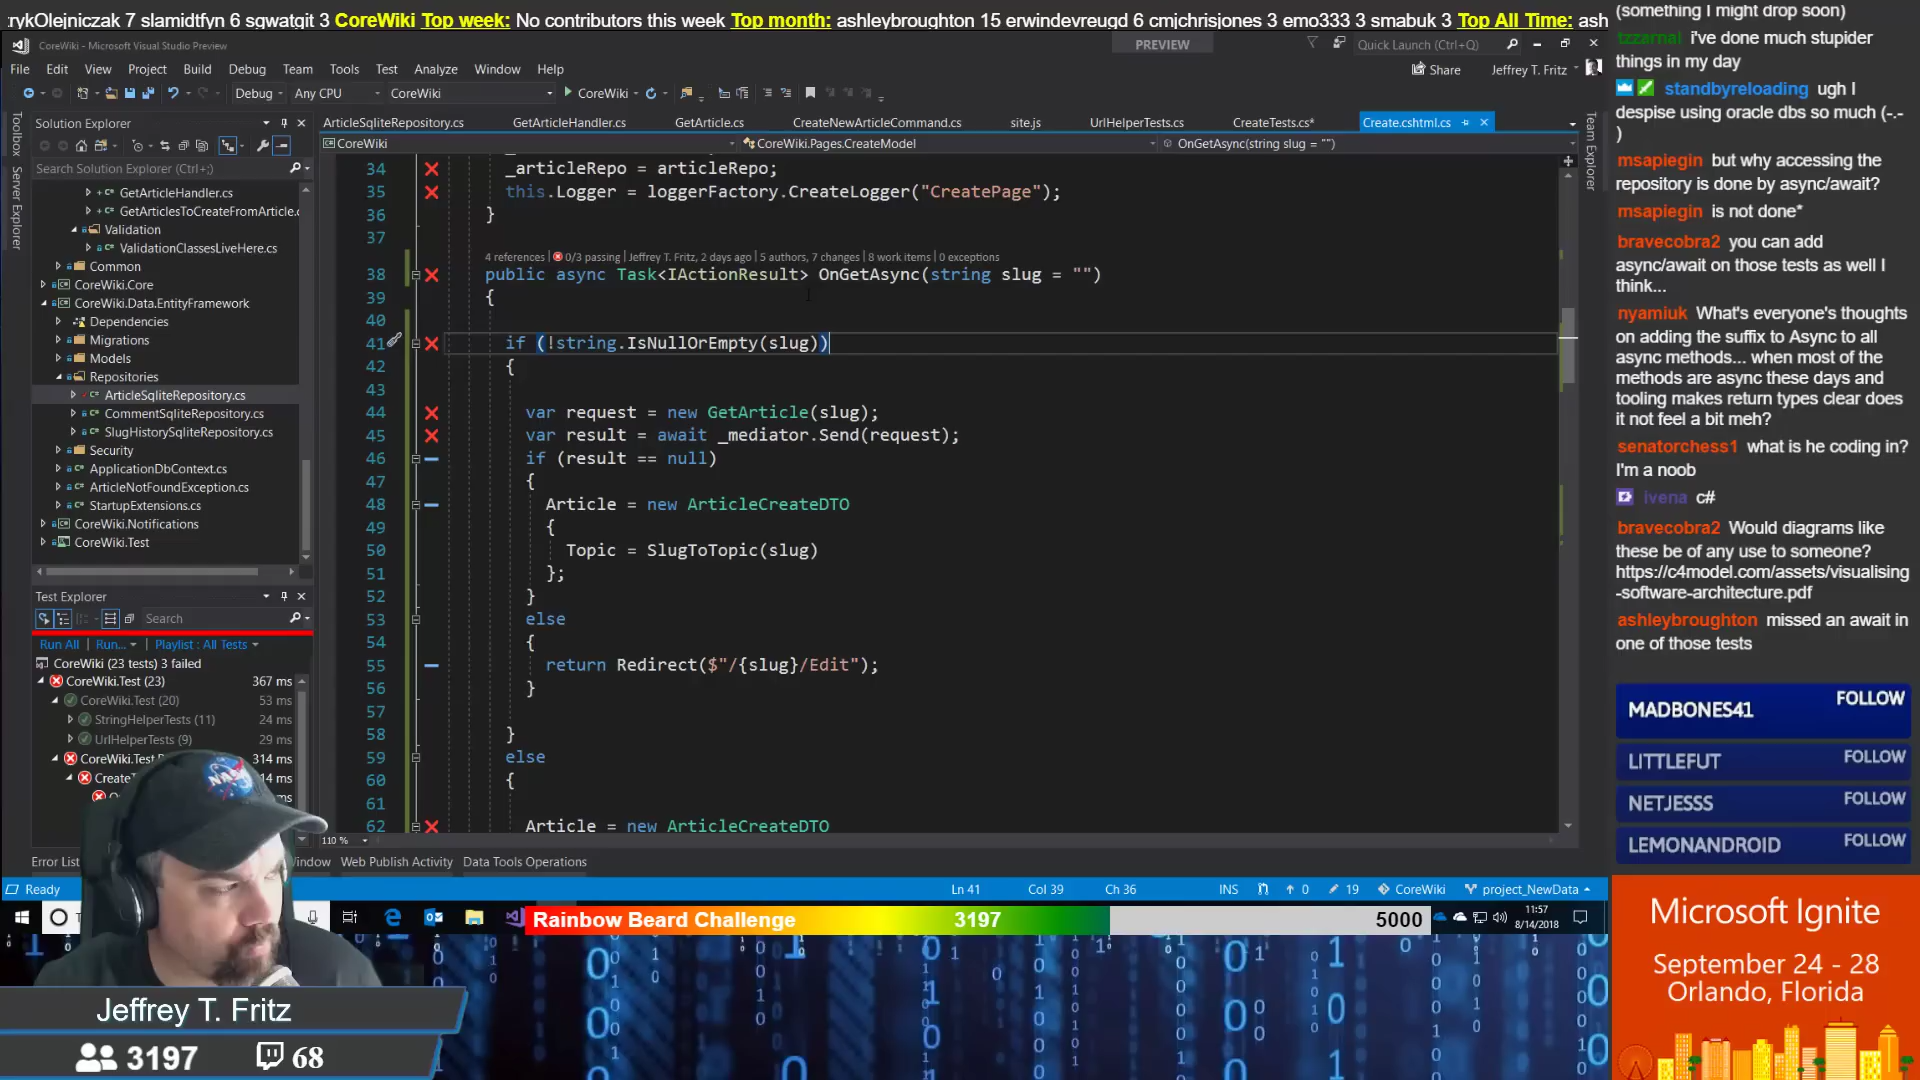 rykOlejniczak 7 slamidtfyn 6 sgwatgit 3 CoreWiki Top week: No contributors this week Top month: ashleybroughton 15 erwindevreugd 6 cmjchrisjones 3 emo333 3 smabuk 3 Top All Time: ash
CoreWiki - Microsoft Visual Studio Preview
PREVIEW
Quick Launch (Ctrl+Q)
File Edit View Project Build Debug Team Tools Test Analyze Window Help
Share
Jeffrey T. Fritz
Debug Any CPU CoreWiki CoreWiki
Toolbox
Server Explorer
Team Explorer
Solution Explorer
Search Solution Explorer (Ctrl+;)
GetArticleHandler.cs
GetArticlesToCreateFromArticle.c
Validation
ValidationClassesLiveHere.cs
Common
CoreWiki.Core
CoreWiki.Data.EntityFramework
Dependencies
Migrations
Models
Repositories
ArticleSqliteRepository.cs
CommentSqliteRepository.cs
SlugHistorySqliteRepository.cs
Security
ApplicationDbContext.cs
ArticleNotFoundException.cs
StartupExtensions.cs
CoreWiki.Notifications
CoreWiki.Test
Test Explorer
Search
Run All Run... Playlist : All Tests
CoreWiki (23 tests) 3 failed
CoreWiki.Test (23) 367 ms
CoreWiki.Test (20) 53 ms
StringHelperTests (11) 24 ms
UrlHelperTests (9) 29 ms
CoreWiki.Test 314 ms
ArticleSqliteRepository.cs GetArticleHandler.cs GetArticle.cs CreateNewArticleCommand.cs site.js UrlHelperTests.cs CreateTests.cs* Create.cshtml.cs
CoreWiki CoreWiki.Pages.CreateModel OnGetAsync(string slug = "")
34 _articleRepo = articleRepo;
35 this.Logger = loggerFactory.CreateLogger("CreatePage");
36 }
37
4 references | 0/3 passing | Jeffrey T. Fritz, 2 days ago | 5 authors, 7 changes | 8 work items | 0 exceptions
38 public async Task<IActionResult> OnGetAsync(string slug = "")
39 {
40
41 if (!string.IsNullOrEmpty(slug))
42 {
43
44 var request = new GetArticle(slug);
45 var result = await _mediator.Send(request);
46 if (result == null)
47 {
48 Article = new ArticleCreateDTO
49 {
50 Topic = SlugToTopic(slug)
51 };
52 }
53 else
54 {
55 return Redirect($"/{slug}/Edit");
56 }
57
58 }
59 else
60 {
61
62 Article = new ArticleCreateDTO
110 %
Error List
Web Publish Activity Data Tools Operations
Ready
Ln 41 Col 39 Ch 36 INS 0 19 CoreWiki project_NewData
Rainbow Beard Challenge 3197 5000
11:57
8/14/2018
Jeffrey T. Fritz
3197 68
(something I might drop soon)
tzzarnal i've done much stupider
things in my day
standbyreloading ugh I
despise using oracle dbs so much (-.-
)
msapiegin but why accessing the
repository is done by async/await?
msapiegin is not done*
bravecobra2 you can add
async/await on those tests as well I
think...
nyamiuk What's everyone's thoughts
on adding the suffix to Async to all
async methods... when most of the
methods are async these days and
tooling makes return types clear does
it not feel a bit meh?
senatorchess1 what is he coding in?
I'm a noob
ivena c#
bravecobra2 Would diagrams like
these be of any use to someone?
https://c4model.com/assets/visualising
-software-architecture.pdf
ashleybroughton missed an await in
one of those tests
MADBONES41 FOLLOW
LITTLEFUT FOLLOW
NETJESSS FOLLOW
LEMONANDROID FOLLOW
Microsoft Ignite
September 24 - 28
Orlando, Florida